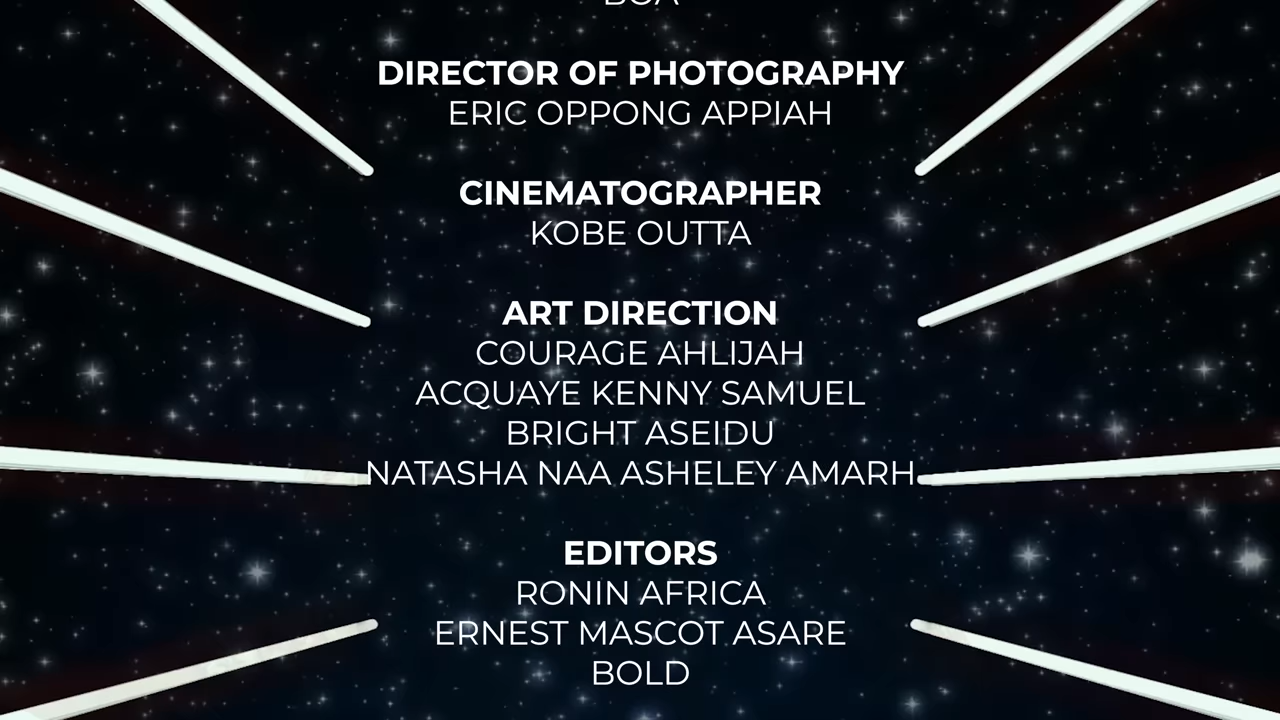 DIRECTOR OF PHOTOGRAPHY
ERIC OPPONG APPIAH
CINEMATOGRAPHER
KOBE OUTTA
ART DIRECTION
COURAGE AHLIJAH
ACQUAYE KENNY SAMUEL
BRIGHT ASEIDU
NATASHA NAA ASHELEY AMARH
EDITORS
RONIN AFRICA
ERNEST MASCOT ASARE
BOLD